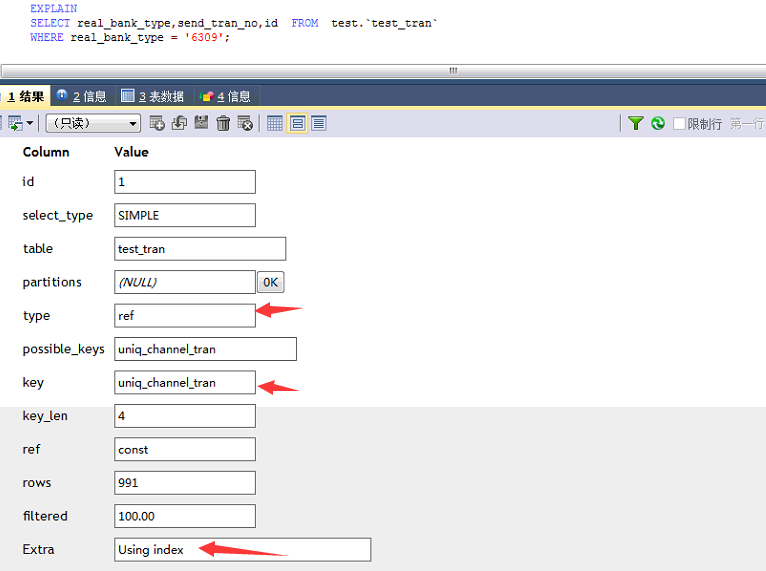 EXPLAIN
SELECT real_bank_type,send_tran_no,id FROM test.`test_tran`
WHERE real_bank_type = '6309';
1 结果 2 信息 3 表数据 4 信息
(只读) 限制行 第一行
Column Value
id 1
select_type SIMPLE
table test_tran
partitions (NULL) OK
type ref
possible_keys uniq_channel_tran
key uniq_channel_tran
key_len 4
ref const
rows 991
filtered 100.00
Extra Using index